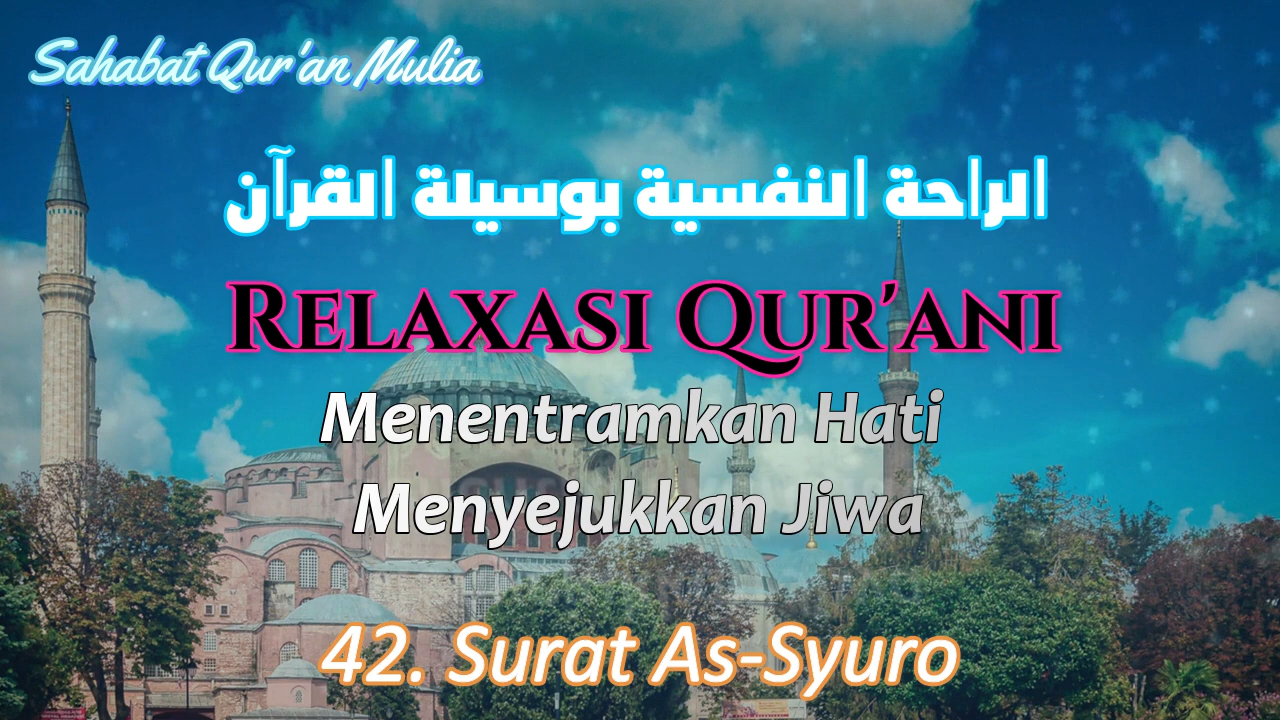 Sahabat Qur'an Mulia
الراحة النفسية بوسيلة القرآن
Relaxasi Qur'ani
Menentramkan Hati
Menyejukkan Jiwa
42. Surat As-Syuro